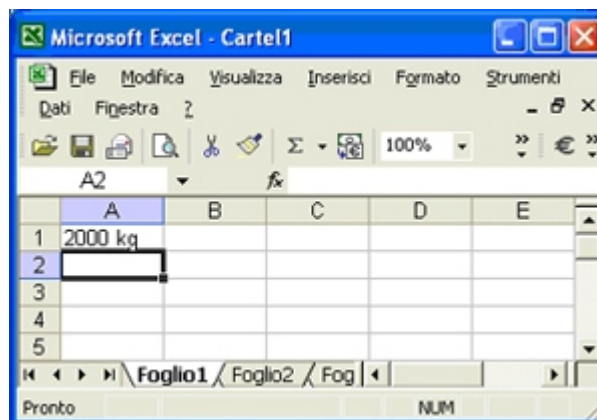 Microsoft Excel - Cartel1
File Modifica Visualizza Inserisci Formato Strumenti
Dati Finestra ?
Σ 100% » € »
A2 fx
A B C D E
1 2000 kg
2
3
4
5
Foglio1 Foglio2 Fog
Pronto NUM